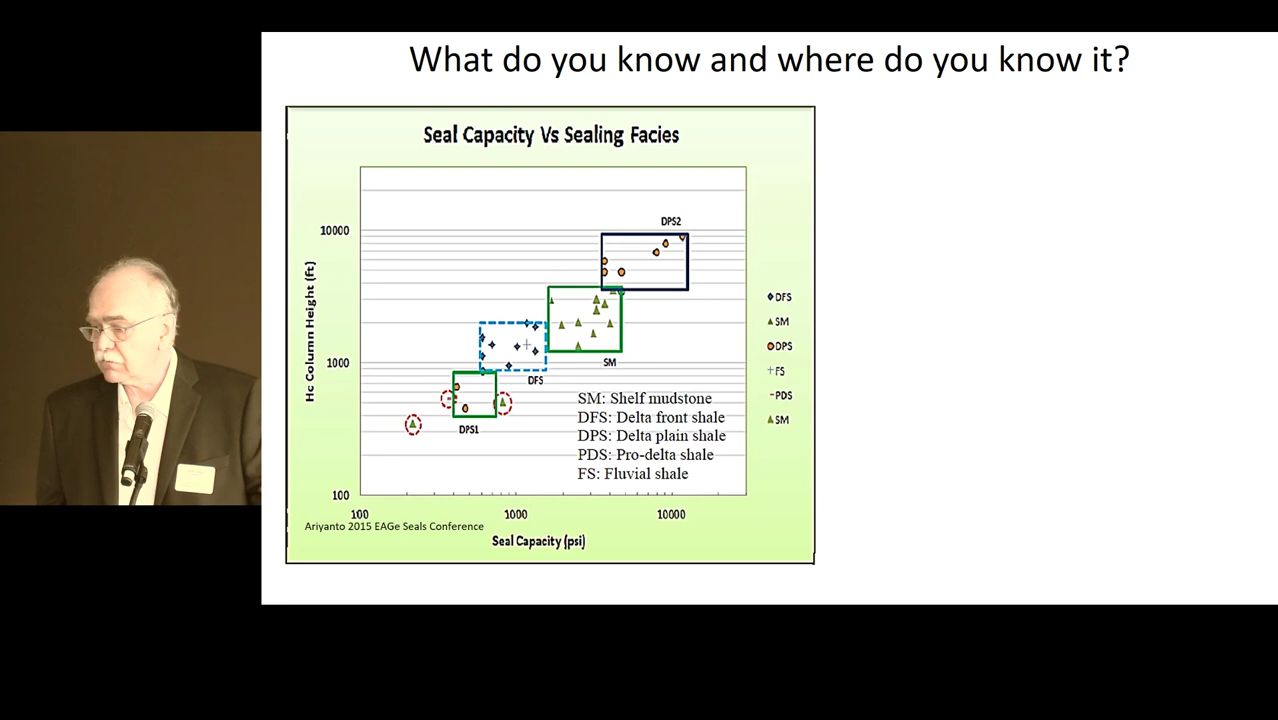 What do you know and where do you know it?
Seal Capacity Vs Sealing Facies
DPS2
10000
DFS
SM
DPS
FS
PDS
SM
Hc Column Height (ft)
1000
SM
DFS
DPS1
SM: Shelf mudstone
DFS: Delta front shale
DPS: Delta plain shale
PDS: Pro-delta shale
FS: Fluvial shale
100
100 1000 10000
Ariyanto 2015 EAGe Seals Conference
Seal Capacity (psi)